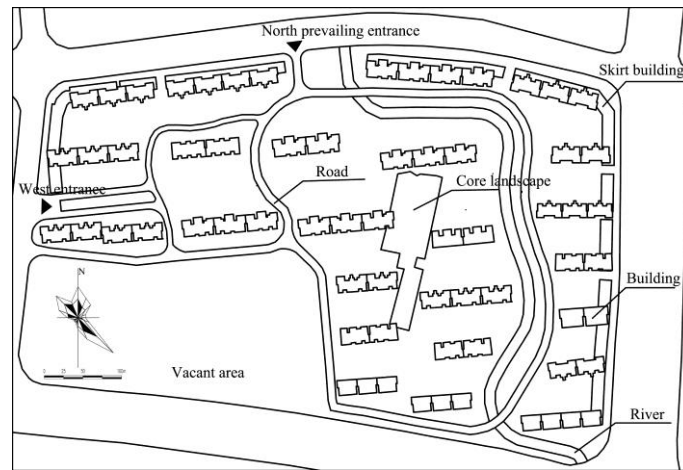 North prevailing entrance
Skirt building
West entrance
Road
Core landscape
N
Building
Vacant area
River